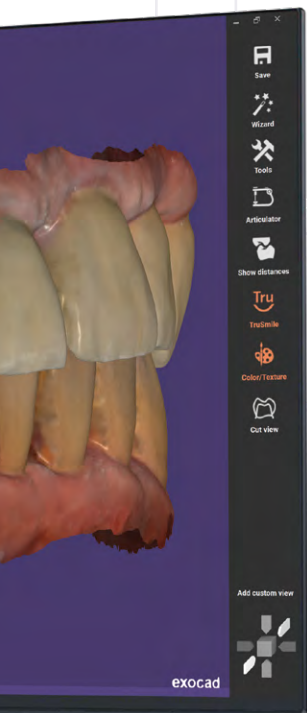 Save
Wizard
Tools
Articulator
Show distances
Tru
TruSmile
Color/Texture
Cut view
Add custom view
exocad